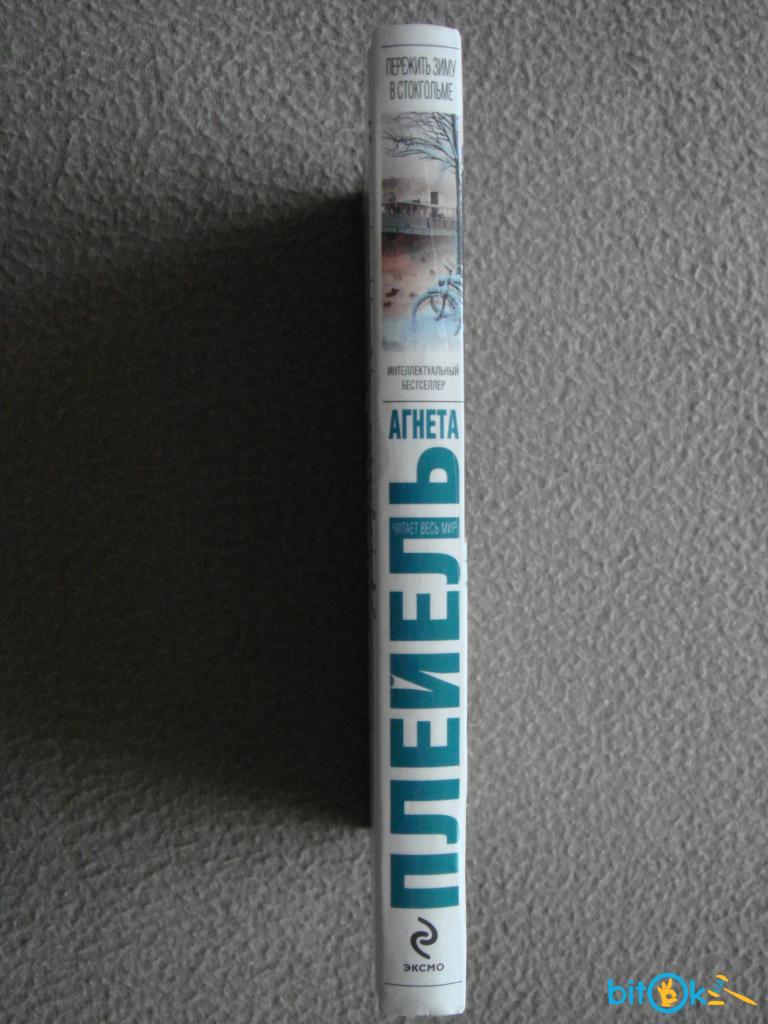 ПЕРЕЖИТЬ ЗИМУ
В СТОКГОЛЬМЕ
ИНТЕЛЛЕКТУАЛЬНЫЙ
БЕСТСЕЛЛЕР
АГНЕТА
ПЛЕЙЕЛЬ
ЧИТАЕТ ВЕСЬ МИР
ЭКСМО
bitOk